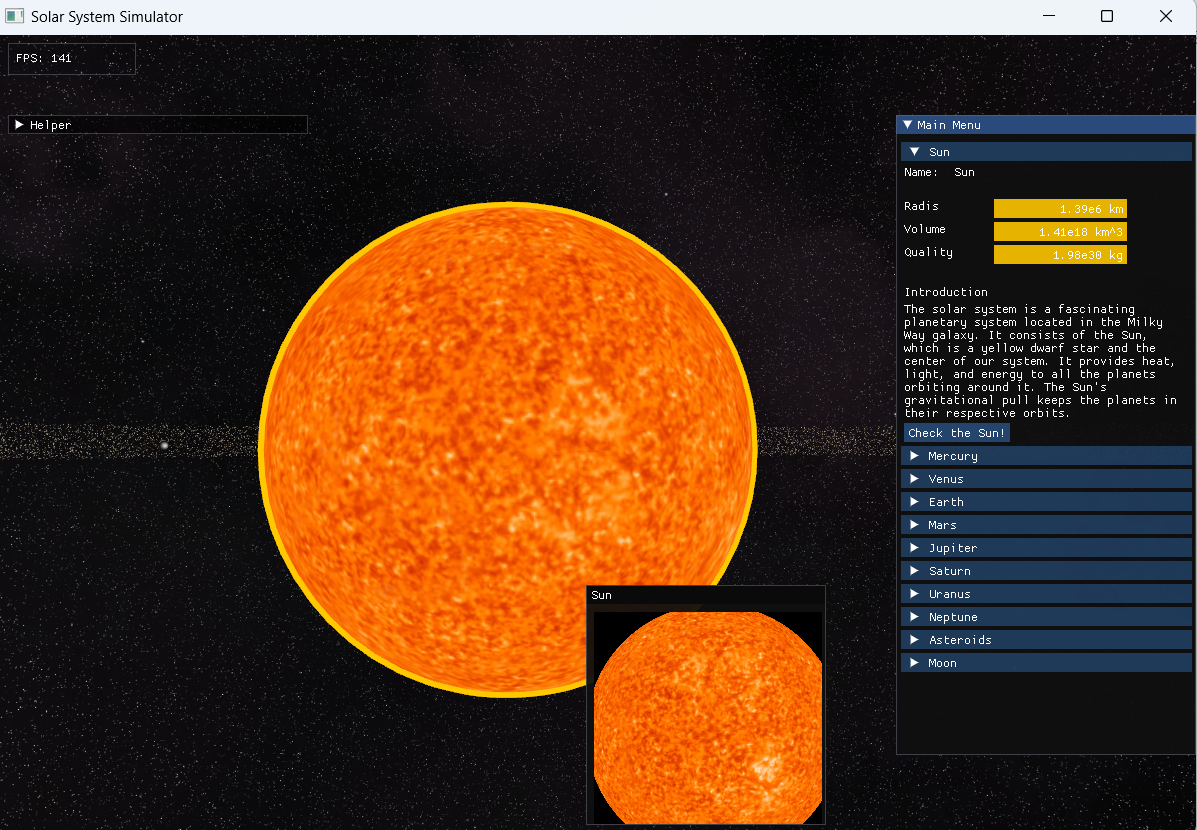 Solar System Simulator
FPS: 141
Helper
Main Menu
Sun
Name: Sun
Radis 1.39e6 km
Volume 1.41e18 km^3
Quality 1.98e30 kg
Introduction
The solar system is a fascinating
planetary system located in the Milky
Way galaxy. It consists of the Sun,
which is a yellow dwarf star and the
center of our system. It provides heat,
light, and energy to all the planets
orbiting around it. The Sun's
gravitational pull keeps the planets in
their respective orbits.
Check the Sun!
Mercury
Venus
Earth
Mars
Jupiter
Saturn
Uranus
Neptune
Asteroids
Moon
Sun